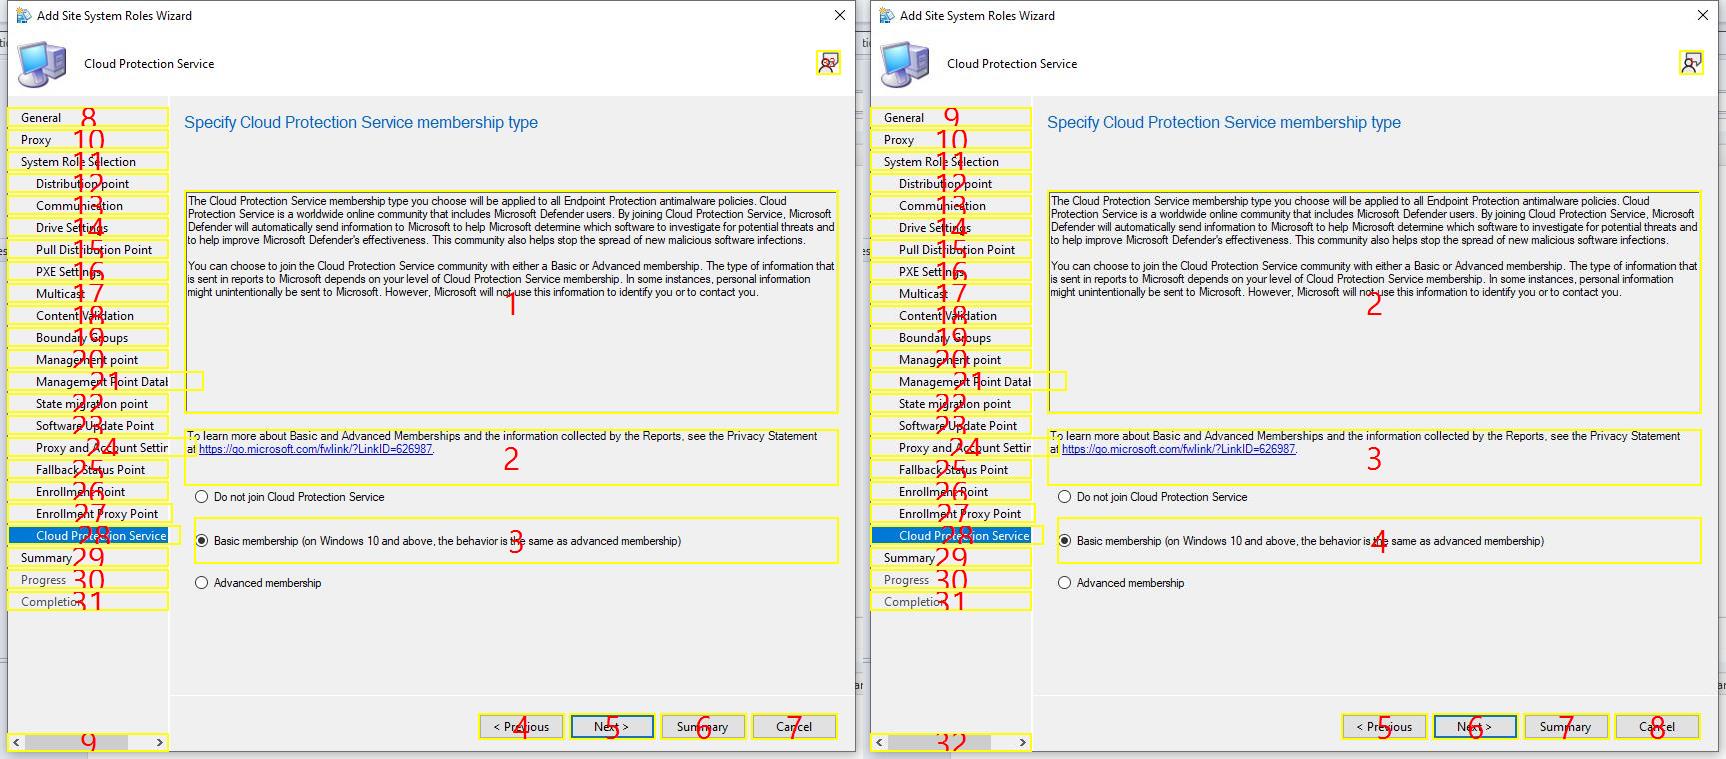 Add Site System Roles Wizard
Cloud Protection Service
General
8
Proxy
10
System Role Selection
11
Distribution point
12
Communication
13
Drive Settings
14
Pull Distribution Point
15
PXE Settings
16
Multicast
17
Content Validation
18
Boundary Groups
19
Management point
20
Management Point Datab
21
State migration point
22
Software Update Point
23
Proxy and Account Settin
24
Fallback Status Point
25
Enrollment Point
26
Enrollment Proxy Point
27
Cloud Protection Service
28
Summary
29
Progress
30
Completion
31
9
Specify Cloud Protection Service membership type
The Cloud Protection Service membership type you choose will be applied to all Endpoint Protection antimalware policies. Cloud
Protection Service is a worldwide online community that includes Microsoft Defender users. By joining Cloud Protection Service, Microsoft
Defender will automatically send information to Microsoft to help Microsoft determine which software to investigate for potential threats and
to help improve Microsoft Defender's effectiveness. This community also helps stop the spread of new malicious software infections.
You can choose to join the Cloud Protection Service community with either a Basic or Advanced membership. The type of information that
is sent in reports to Microsoft depends on your level of Cloud Protection Service membership. In some instances, personal information
might unintentionally be sent to Microsoft. However, Microsoft will not use this information to identify you or to contact you.
1
To learn more about Basic and Advanced Memberships and the information collected by the Reports, see the Privacy Statement
at https://go.microsoft.com/fwlink/?LinkID=626987.
2
Do not join Cloud Protection Service
Basic membership (on Windows 10 and above, the behavior is the same as advanced membership)
3
Advanced membership
< Previous
4
Next >
5
Summary
6
Cancel
7
Add Site System Roles Wizard
Cloud Protection Service
General
9
Proxy
10
System Role Selection
11
Distribution point
12
Communication
13
Drive Settings
14
Pull Distribution Point
15
PXE Settings
16
Multicast
17
Content Validation
18
Boundary Groups
19
Management point
20
Management Point Datab
21
State migration point
22
Software Update Point
23
Proxy and Account Settin
24
Fallback Status Point
25
Enrollment Point
26
Enrollment Proxy Point
27
Cloud Protection Service
28
Summary
29
Progress
30
Completion
31
32
Specify Cloud Protection Service membership type
The Cloud Protection Service membership type you choose will be applied to all Endpoint Protection antimalware policies. Cloud
Protection Service is a worldwide online community that includes Microsoft Defender users. By joining Cloud Protection Service, Microsoft
Defender will automatically send information to Microsoft to help Microsoft determine which software to investigate for potential threats and
to help improve Microsoft Defender's effectiveness. This community also helps stop the spread of new malicious software infections.
You can choose to join the Cloud Protection Service community with either a Basic or Advanced membership. The type of information that
is sent in reports to Microsoft depends on your level of Cloud Protection Service membership. In some instances, personal information
might unintentionally be sent to Microsoft. However, Microsoft will not use this information to identify you or to contact you.
2
To learn more about Basic and Advanced Memberships and the information collected by the Reports, see the Privacy Statement
at https://go.microsoft.com/fwlink/?LinkID=626987.
3
Do not join Cloud Protection Service
Basic membership (on Windows 10 and above, the behavior is the same as advanced membership)
4
Advanced membership
< Previous
5
Next >
6
Summary
7
Cancel
8